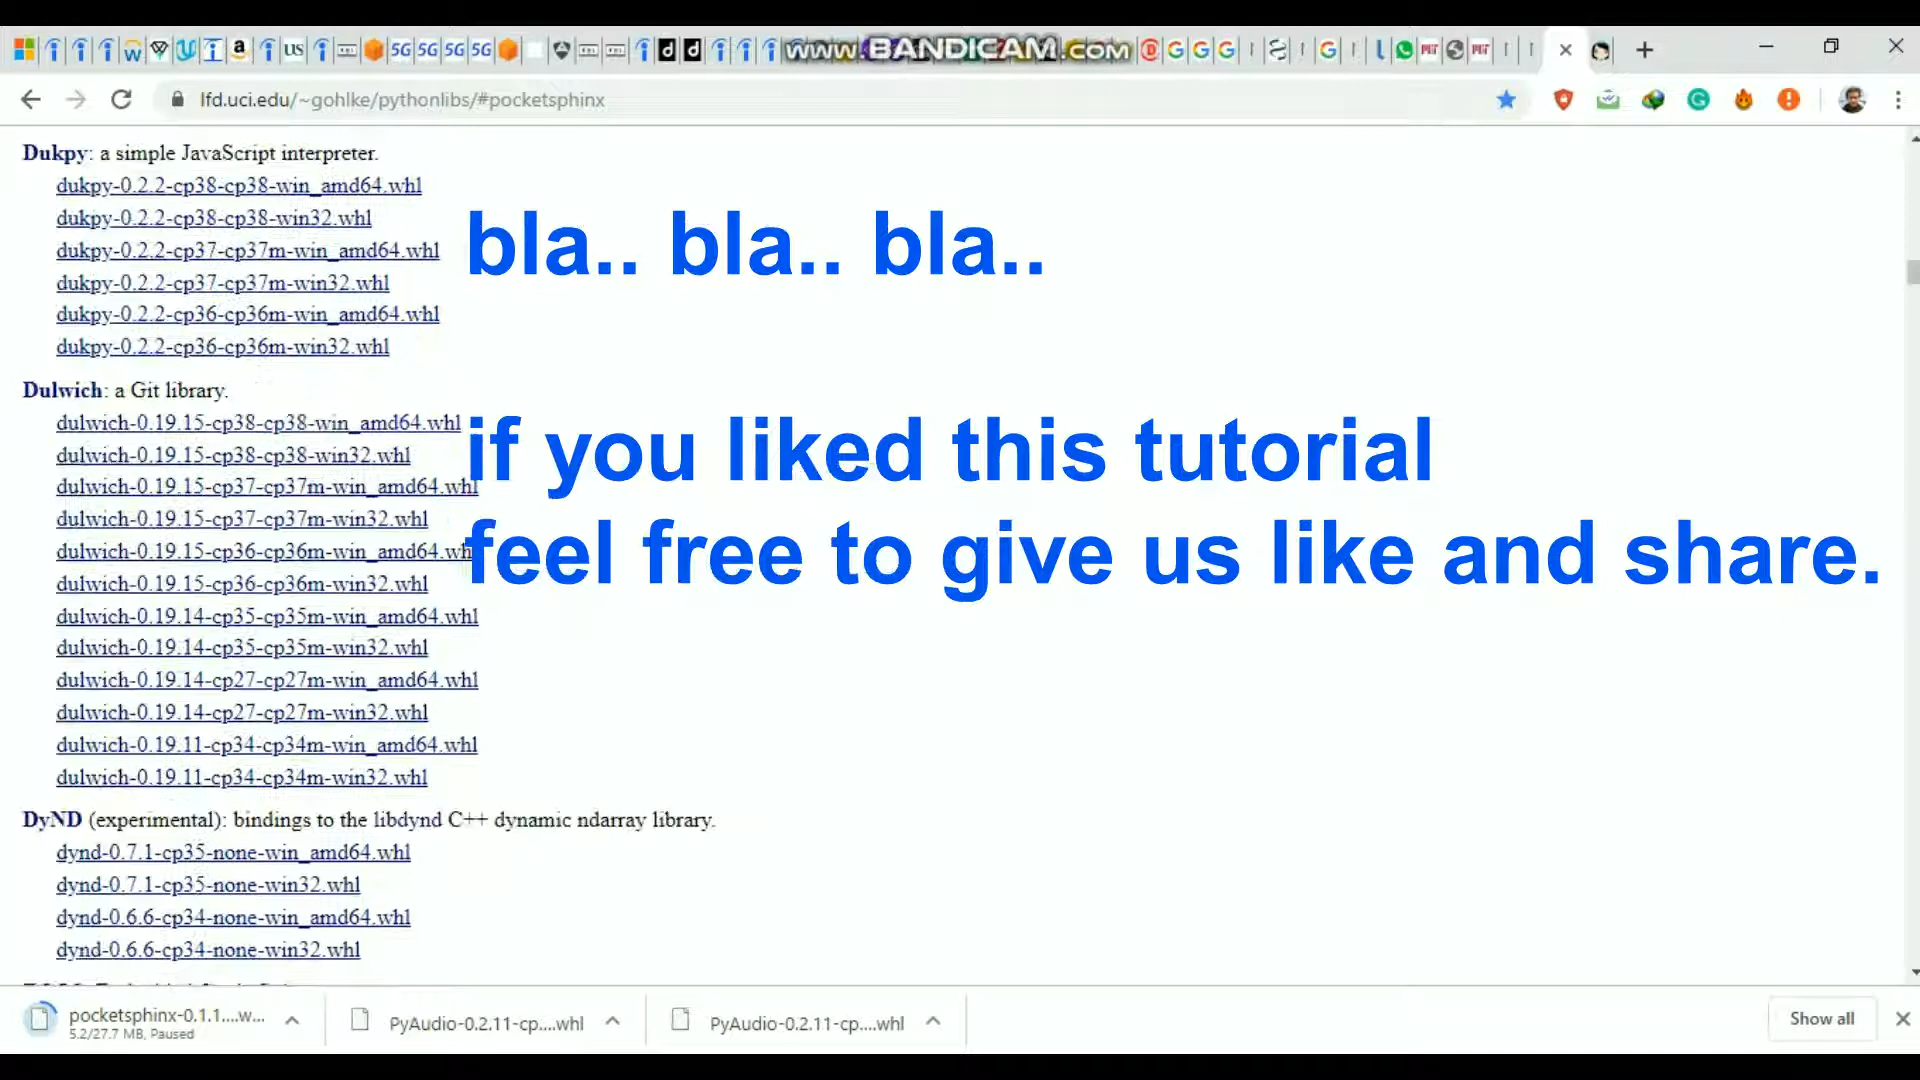 US
5G 5G 5G 5G
www.BANDICAM.com
lfd.uci.edu/~gohlke/pythonlibs/#pocketsphinx
Dukpy: a simple JavaScript interpreter.
dukpy-0.2.2-cp38-cp38-win_amd64.whl
dukpy-0.2.2-cp38-cp38-win32.whl
dukpy-0.2.2-cp37-cp37m-win_amd64.whl
dukpy-0.2.2-cp37-cp37m-win32.whl
dukpy-0.2.2-cp36-cp36m-win_amd64.whl
dukpy-0.2.2-cp36-cp36m-win32.whl
bla.. bla.. bla..
Dulwich: a Git library.
dulwich-0.19.15-cp38-cp38-win_amd64.whl
dulwich-0.19.15-cp38-cp38-win32.whl
dulwich-0.19.15-cp37-cp37m-win_amd64.whl
dulwich-0.19.15-cp37-cp37m-win32.whl
dulwich-0.19.15-cp36-cp36m-win_amd64.wh
dulwich-0.19.15-cp36-cp36m-win32.whl
dulwich-0.19.14-cp35-cp35m-win_amd64.whl
dulwich-0.19.14-cp35-cp35m-win32.whl
dulwich-0.19.14-cp27-cp27m-win_amd64.whl
dulwich-0.19.14-cp27-cp27m-win32.whl
dulwich-0.19.11-cp34-cp34m-win_amd64.whl
dulwich-0.19.11-cp34-cp34m-win32.whl
if you liked this tutorial
feel free to give us like and share.
DyND (experimental): bindings to the libdynd C++ dynamic ndarray library.
dynd-0.7.1-cp35-none-win_amd64.whl
dynd-0.7.1-cp35-none-win32.whl
dynd-0.6.6-cp34-none-win_amd64.whl
dynd-0.6.6-cp34-none-win32.whl
pocketsphinx-0.1.1....w...
5.2/27.7 MB, Paused
PyAudio-0.2.11-cp....whl
PyAudio-0.2.11-cp....whl
Show all